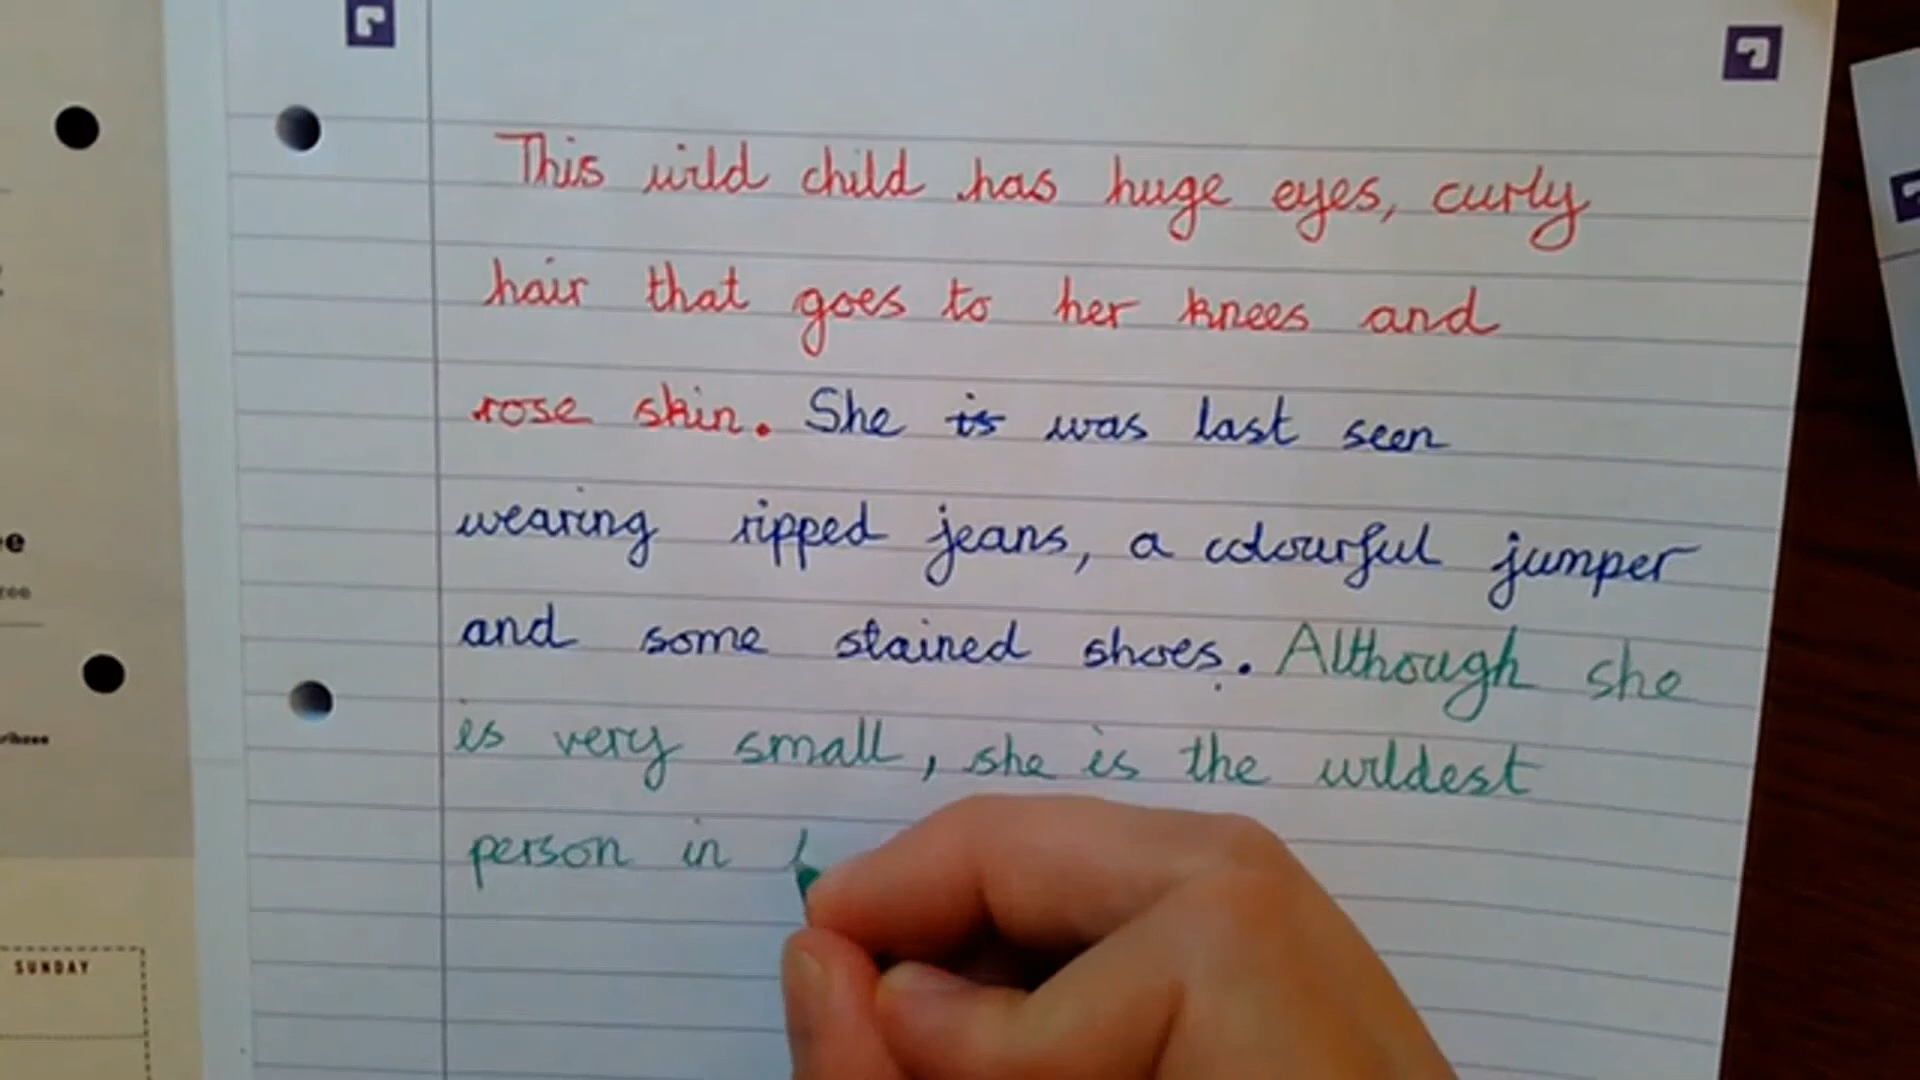 This wild child has huge eyes, curly
hair that goes to her knees and
rose skin. She is was last seen
wearing ripped jeans, a colourful jumper
and some stained shoes. Although she
is very small, she is the wildest
person in
SUNDAY